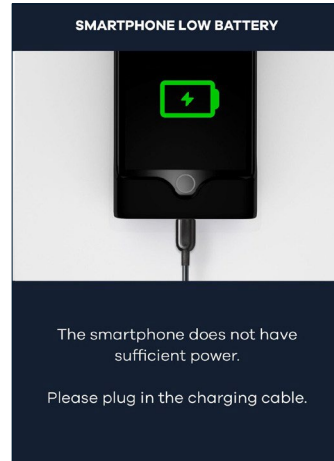 SMARTPHONE LOW BATTERY
The smartphone does not have
sufficient power.
Please plug in the charging cable.